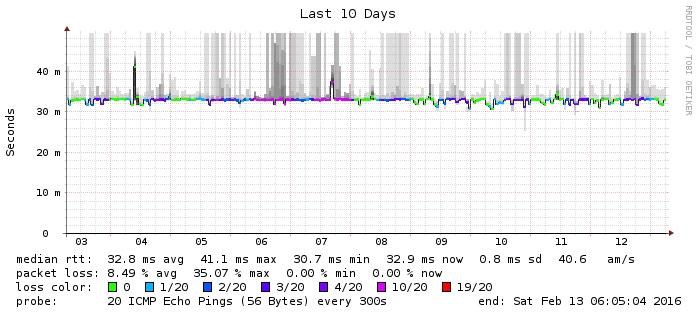 Last 10 Days
RRDTOOL / TOBI OETIKER
Seconds
40 m
30 m
20 m
10 m
0
03 04 05 06 07 08 09 10 11 12
median rtt: 32.8 ms avg 41.1 ms max 30.7 ms min 32.9 ms now 0.8 ms sd 40.6 am/s
packet loss: 8.49 % avg 35.07 % max 0.00 % min 0.00 % now
loss color: 0 1/20 2/20 3/20 4/20 10/20 19/20
probe: 20 ICMP Echo Pings (56 Bytes) every 300s end: Sat Feb 13 06:05:04 2016